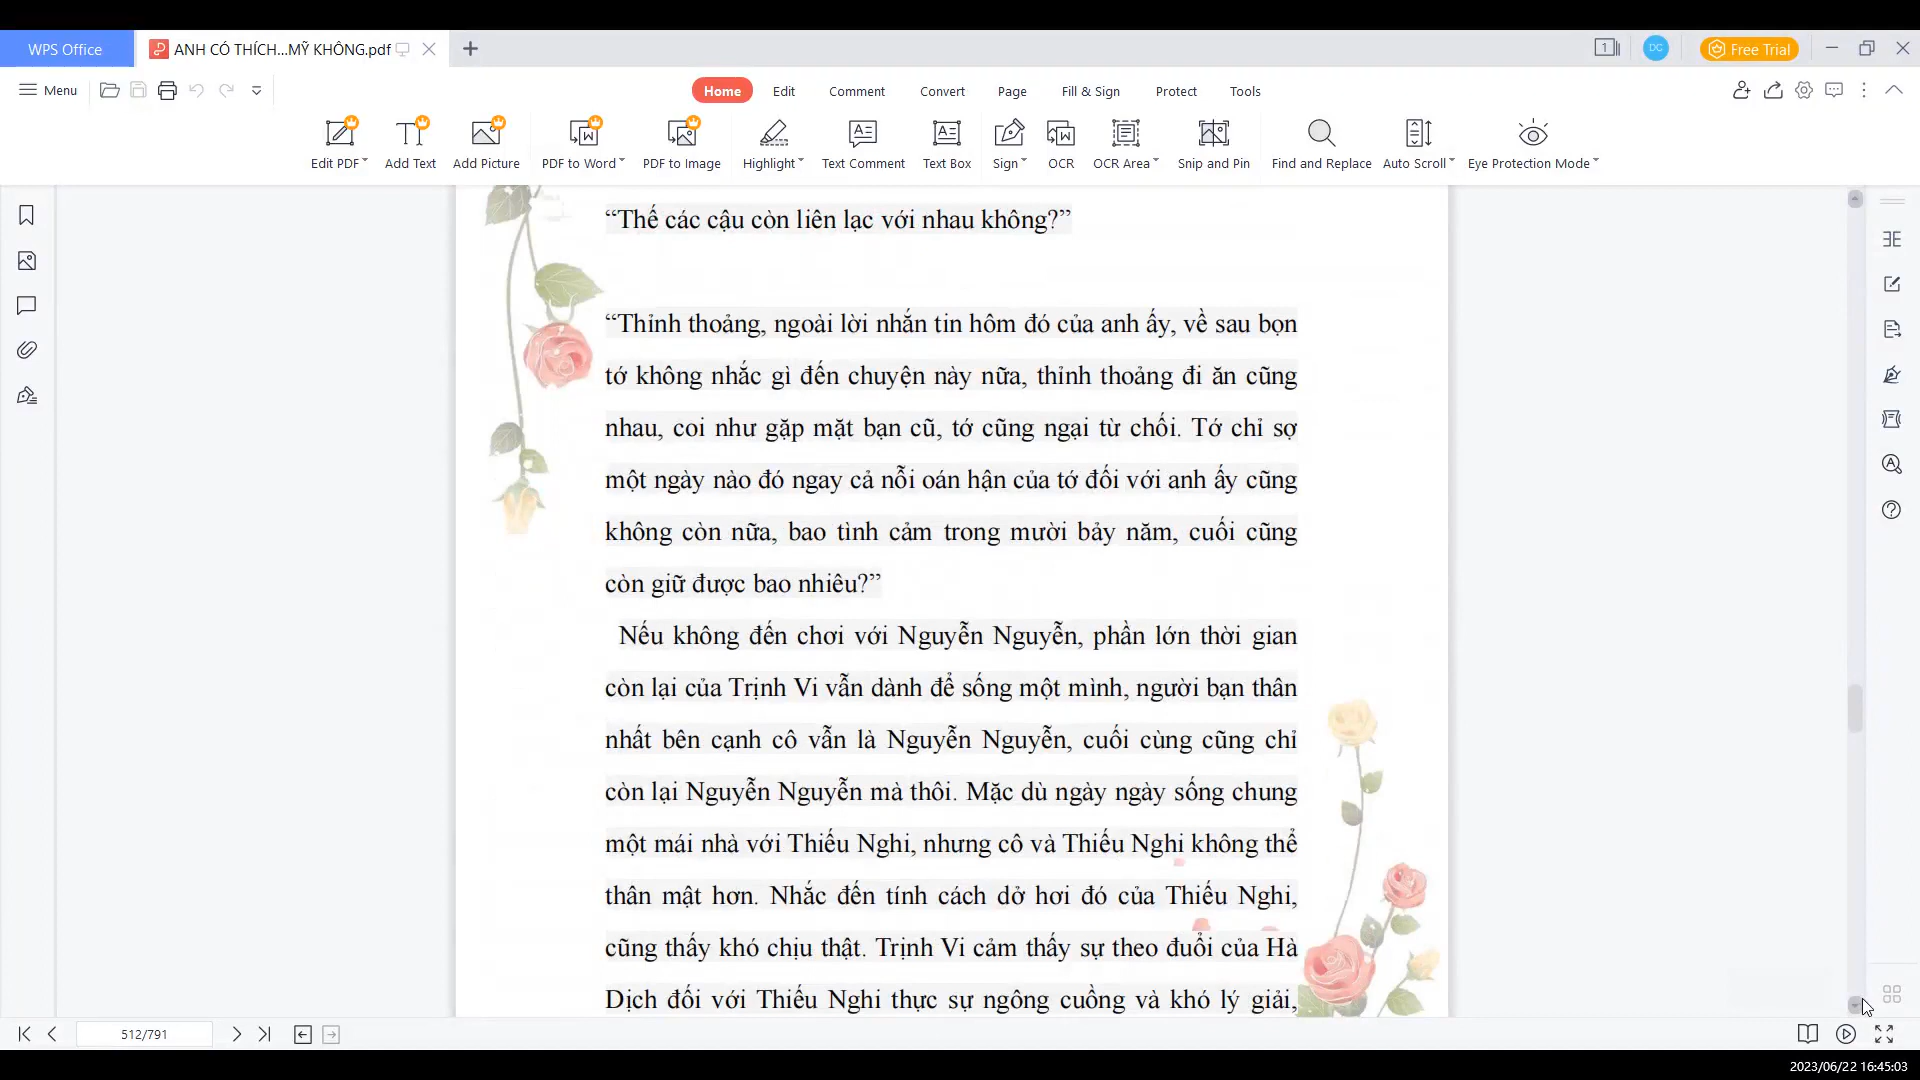 WPS Office
ANH CÓ THÍCH...MỸ KHÔNG.pdf
1
DC
Free Trial
Menu
Home
Edit
Comment
Convert
Page
Fill & Sign
Protect
Tools
Edit PDF
Add Text
Add Picture
PDF to Word
PDF to Image
Highlight
Text Comment
Text Box
Sign
OCR
OCR Area
Snip and Pin
Find and Replace
Auto Scroll
Eye Protection Mode
“Thế các cậu còn liên lạc với nhau không?”
“Thỉnh thoảng, ngoài lời nhắn tin hôm đó của anh ấy, về sau bọn
tớ không nhắc gì đến chuyện này nữa, thỉnh thoảng đi ăn cũng
nhau, coi như gặp mặt bạn cũ, tớ cũng ngại từ chối. Tớ chỉ sợ
một ngày nào đó ngay cả nỗi oán hận của tớ đối với anh ấy cũng
không còn nữa, bao tình cảm trong mười bảy năm, cuối cũng
còn giữ được bao nhiêu?”
Nếu không đến chơi với Nguyễn Nguyễn, phần lớn thời gian
còn lại của Trịnh Vi vẫn dành để sống một mình, người bạn thân
nhất bên cạnh cô vẫn là Nguyễn Nguyễn, cuối cùng cũng chỉ
còn lại Nguyễn Nguyễn mà thôi. Mặc dù ngày ngày sống chung
một mái nhà với Thiếu Nghi, nhưng cô và Thiếu Nghi không thể
thân mật hơn. Nhắc đến tính cách dở hơi đó của Thiếu Nghi,
cũng thấy khó chịu thật. Trịnh Vi cảm thấy sự theo đuổi của Hà
Dịch đối với Thiếu Nghi thực sự ngông cuồng và khó lý giải,
512/791
2023/06/22 16:45:03